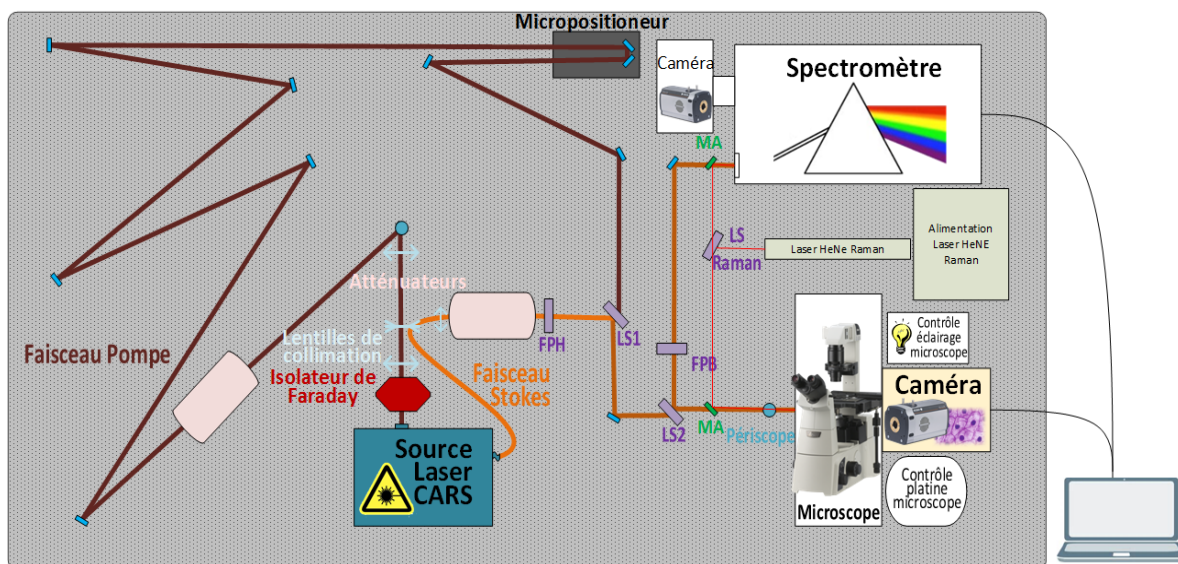 Micropositioneur
Caméra
Spectromètre
MA
LS
Raman
Laser HeNe Raman
Alimentation
Laser HeNE
Raman
Atténuateurs
Lentilles de
collimation
FPH
LS1
FPB
Contrôle
éclairage
microscope
Faisceau Pompe
Isolateur de
Faraday
Faisceau
Stokes
Caméra
LS2
MA
Périscope
Source
Laser
CARS
Contrôle
platine
microscope
Microscope